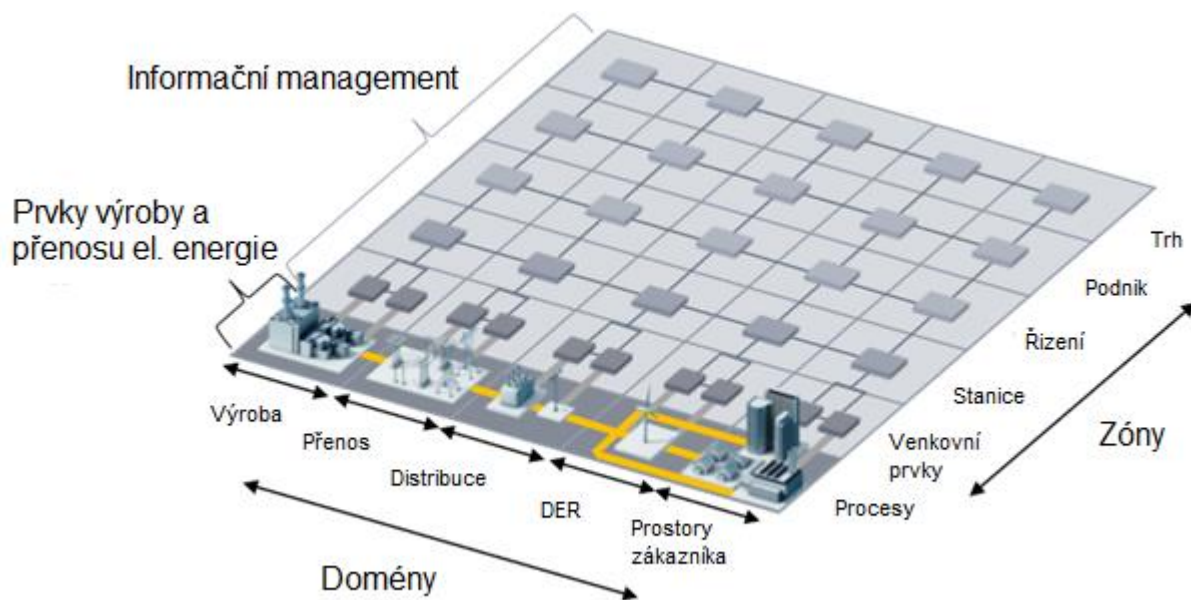 Informační management
Prvky výroby a
přenosu el. energie
Trh
Podnik
Řizení
Stanice
Venkovní
prvky
Procesy
Zóny
Výroba
Přenos
Distribuce
DER
Prostory
zákazníka
Domény